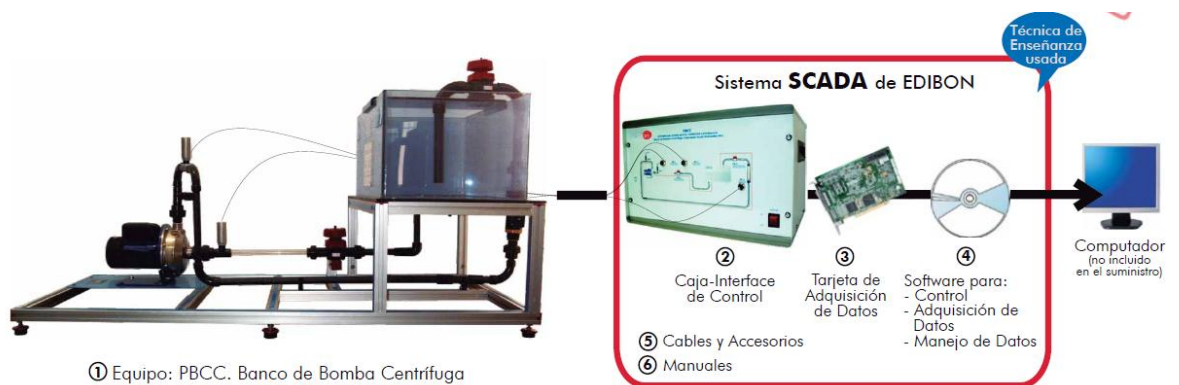 Técnica de
Enseñanza
usada
Sistema SCADA de EDIBON
② Caja-Interface
de Control
③ Tarjeta de
Adquisición
de Datos
④ Software para:
- Control
- Adquisición de
Datos
- Manejo de Datos
Computador
(no incluido
en el suministro)
⑤ Cables y Accesorios
⑥ Manuales
① Equipo: PBCC. Banco de Bomba Centrífuga